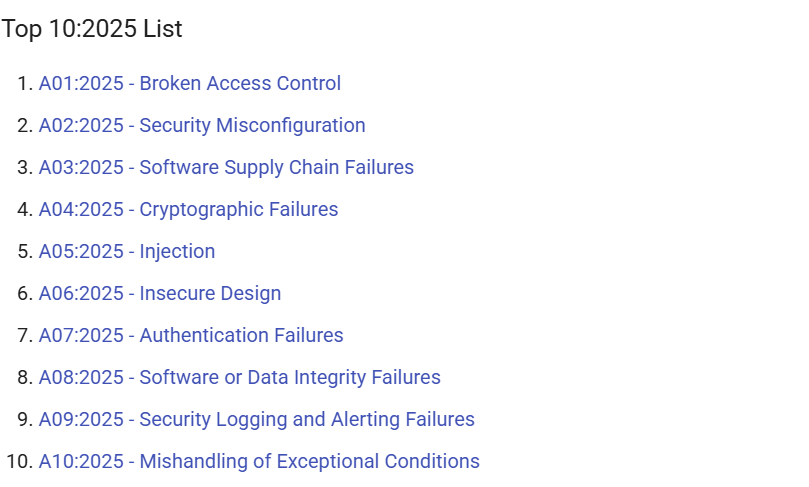 Top 10:2025 List
1. A01:2025 - Broken Access Control
2. A02:2025 - Security Misconfiguration
3. A03:2025 - Software Supply Chain Failures
4. A04:2025 - Cryptographic Failures
5. A05:2025 - Injection
6. A06:2025 - Insecure Design
7. A07:2025 - Authentication Failures
8. A08:2025 - Software or Data Integrity Failures
9. A09:2025 - Security Logging and Alerting Failures
10. A10:2025 - Mishandling of Exceptional Conditions